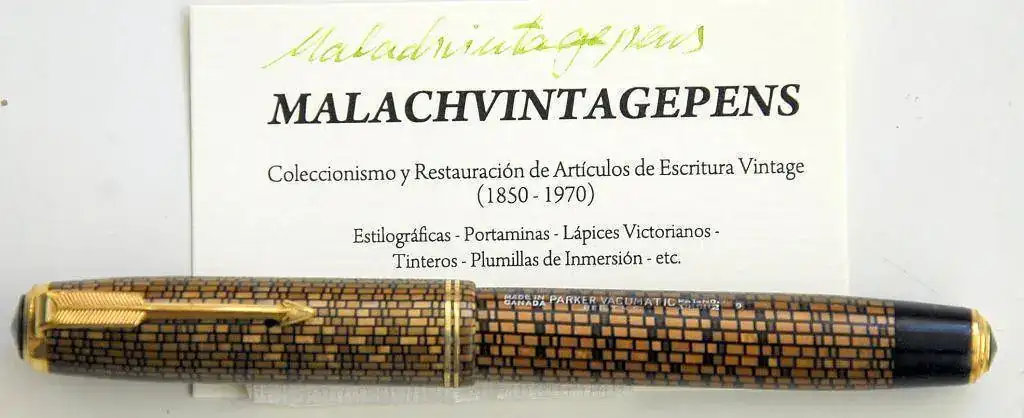 Malachvintagepens
MALACHVINTAGEPENS
Coleccionismo y Restauración de Artículos de Escritura Vintage
(1850 - 1970)
Estilográficas - Portaminas - Lápices Victorianos -
Tinteros - Plumillas de Inmersión - etc.
MADE IN
CANADA
PARKER VACUMATIC